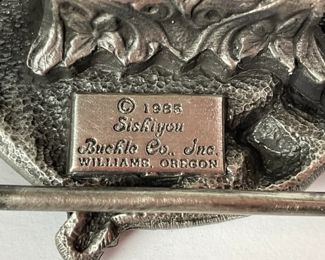 © 1985
Siskiyou
Buckle Co., Inc.
WILLIAMS, OREGON